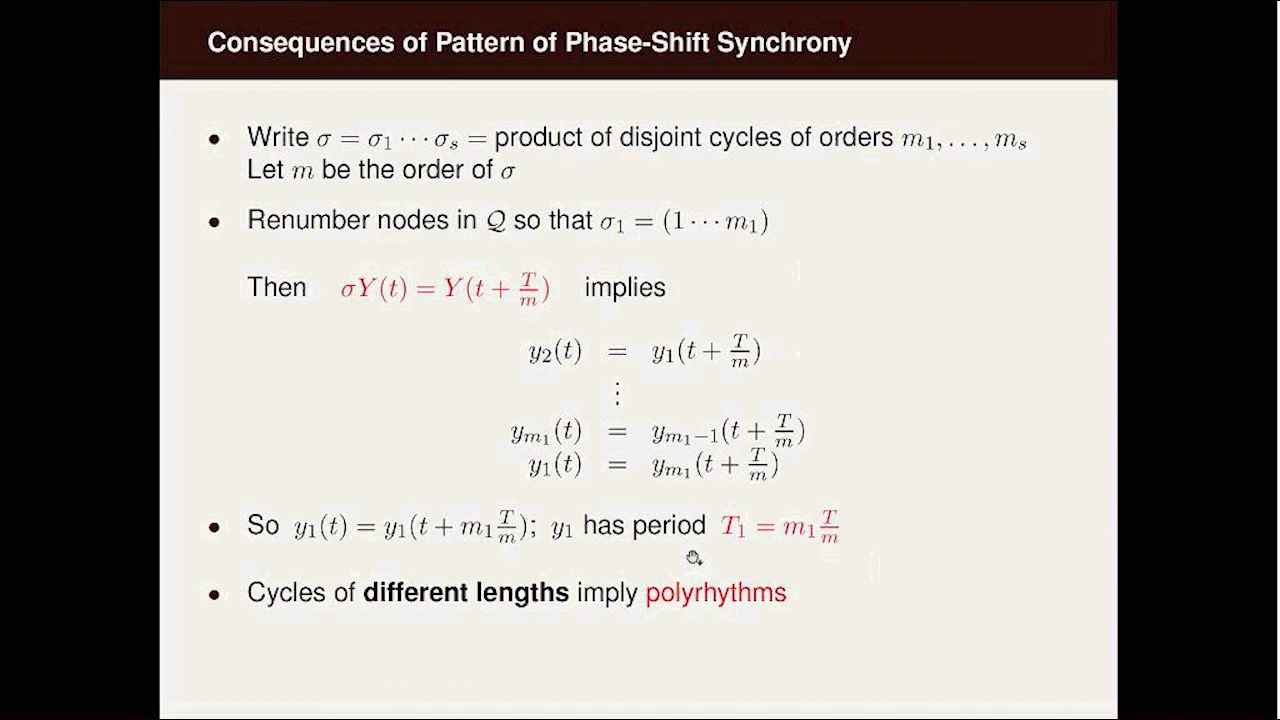 Consequences of Pattern of Phase-Shift Synchrony
• Write σ = σ₁ ⋯ σₛ = product of disjoint cycles of orders m₁, …, mₛ
Let m be the order of σ
• Renumber nodes in 𝒬 so that σ₁ = (1 ⋯ m₁)
Then σY(t) = Y(t + T/m) implies
y₂(t) = y₁(t + T/m)
⋮
y_{m₁}(t) = y_{m₁−1}(t + T/m)
y₁(t) = y_{m₁}(t + T/m)
• So y₁(t) = y₁(t + m₁ T/m); y₁ has period T₁ = m₁ T/m
• Cycles of different lengths imply polyrhythms